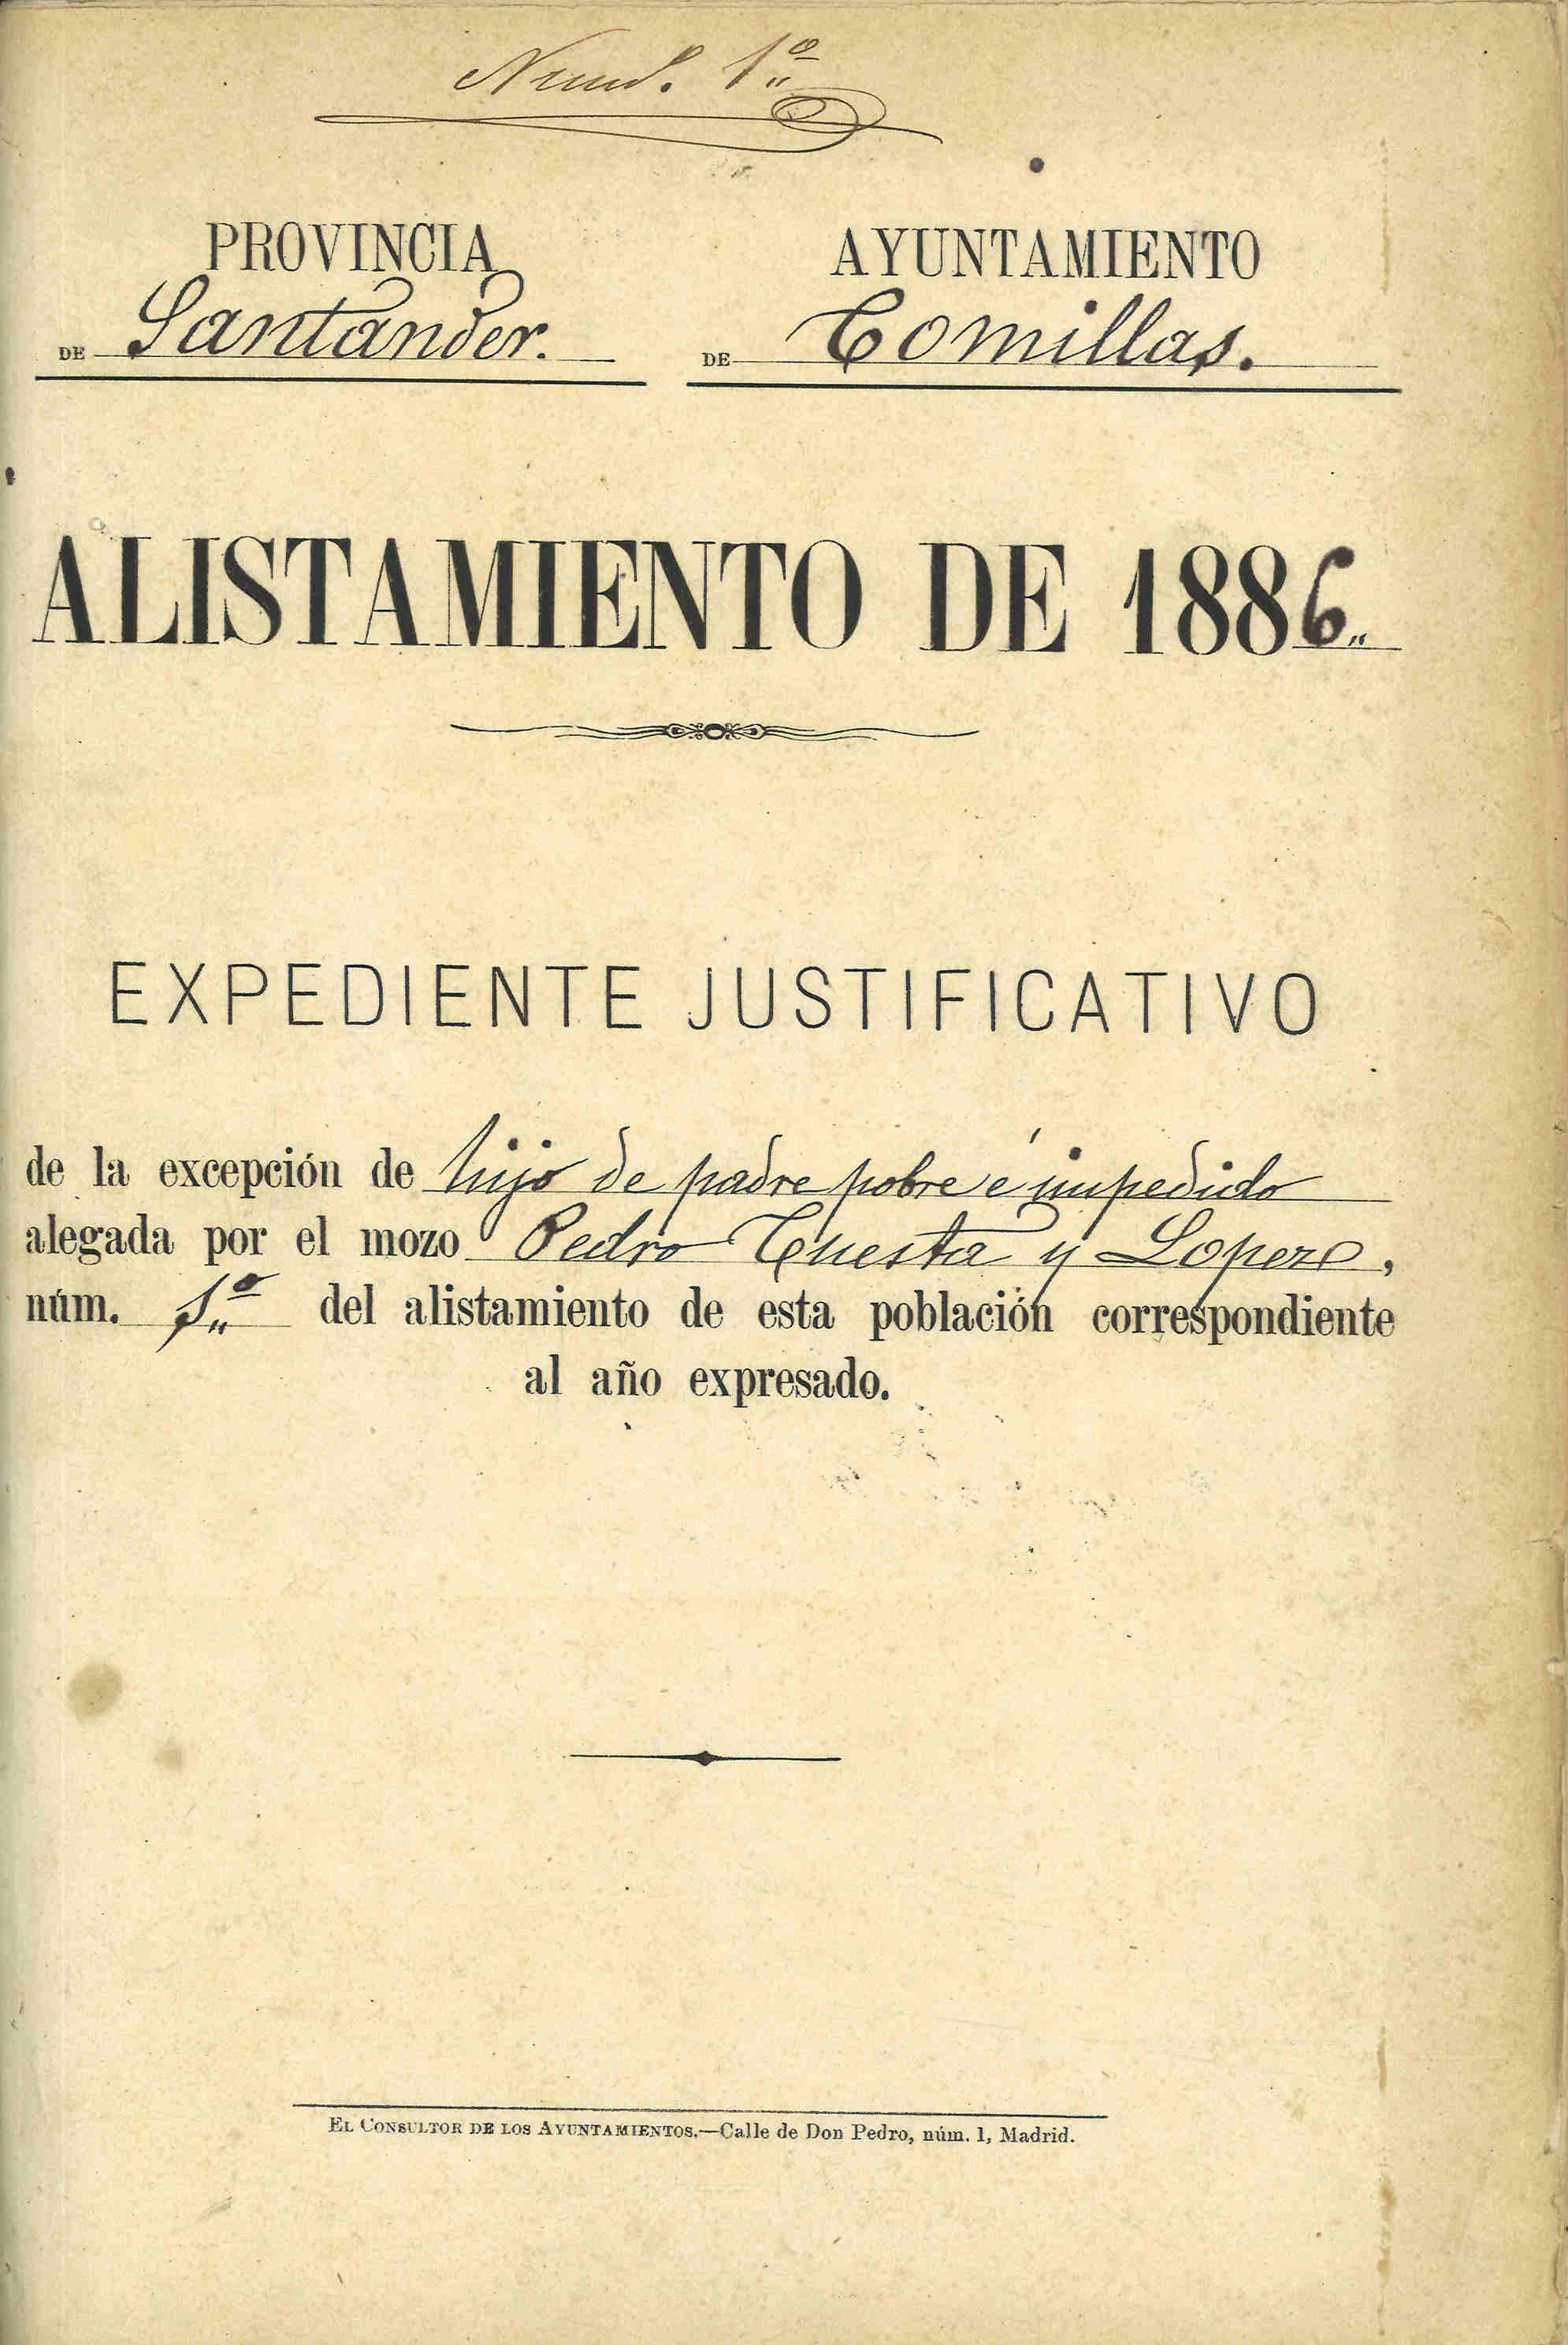 Núm. 1º
PROVINCIA
DE Santander.
AYUNTAMIENTO
DE Comillas.
ALISTAMIENTO DE 1886
EXPEDIENTE JUSTIFICATIVO
de la excepción de hijo de padre pobre é impedido
alegada por el mozo Pedro Cuesta y Lopez,
núm. 1º del alistamiento de esta población correspondiente
al año expresado.
EL CONSULTOR DE LOS AYUNTAMIENTOS.—Calle de Don Pedro, núm. 1, Madrid.